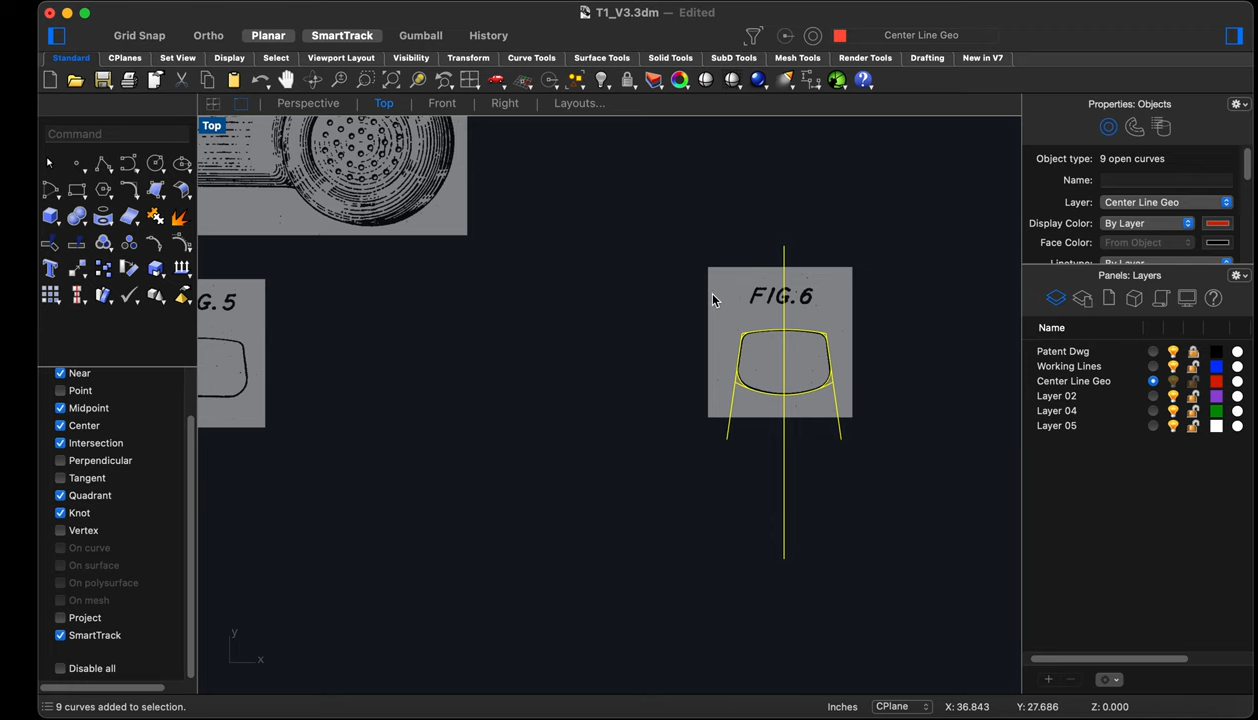 T1_V3.3dm — Edited
Grid Snap Ortho Planar SmartTrack Gumball History Center Line Geo
Standard CPlanes Set View Display Select Viewport Layout Visibility Transform Curve Tools Surface Tools Solid Tools SubD Tools Mesh Tools Render Tools Drafting New in V7
Perspective Top Front Right Layouts...
Top
Command
Near
Point
Midpoint
Center
Intersection
Perpendicular
Tangent
Quadrant
Knot
Vertex
On curve
On surface
On polysurface
On mesh
Project
SmartTrack
Disable all
G.5
FIG.6
y
x
Properties: Objects
Object type: 9 open curves
Name:
Layer: Center Line Geo
Display Color: By Layer
Face Color: From Object
Panels: Layers
Name
Patent Dwg
Working Lines
Center Line Geo
Layer 02
Layer 04
Layer 05
9 curves added to selection.
Inches CPlane X: 36.843 Y: 27.686 Z: 0.000